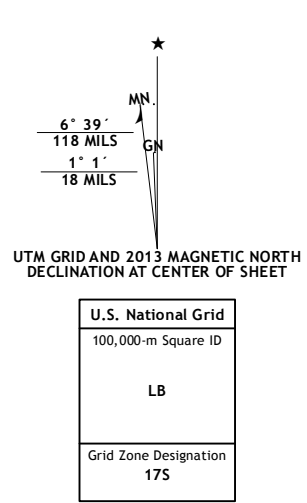 MN
6° 39´
118 MILS
GN
1° 1´
18 MILS
UTM GRID AND 2013 MAGNETIC NORTH
DECLINATION AT CENTER OF SHEET
U.S. National Grid
100,000-m Square ID
LB
Grid Zone Designation
17S